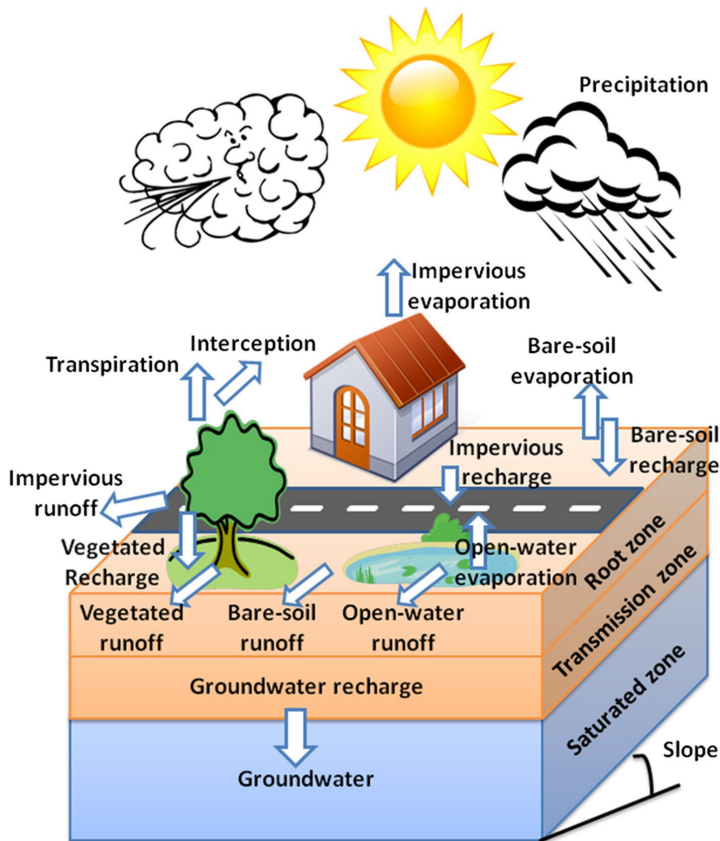 Precipitation
Impervious
evaporation
Interception
Transpiration
Bare-soil
evaporation
Impervious
recharge
Bare-soil
recharge
Impervious
runoff
Vegetated
Recharge
Open-water
evaporation
Root zone
Vegetated
runoff
Bare-soil
runoff
Open-water
runoff
Transmission zone
Groundwater recharge
Saturated zone
Slope
Groundwater